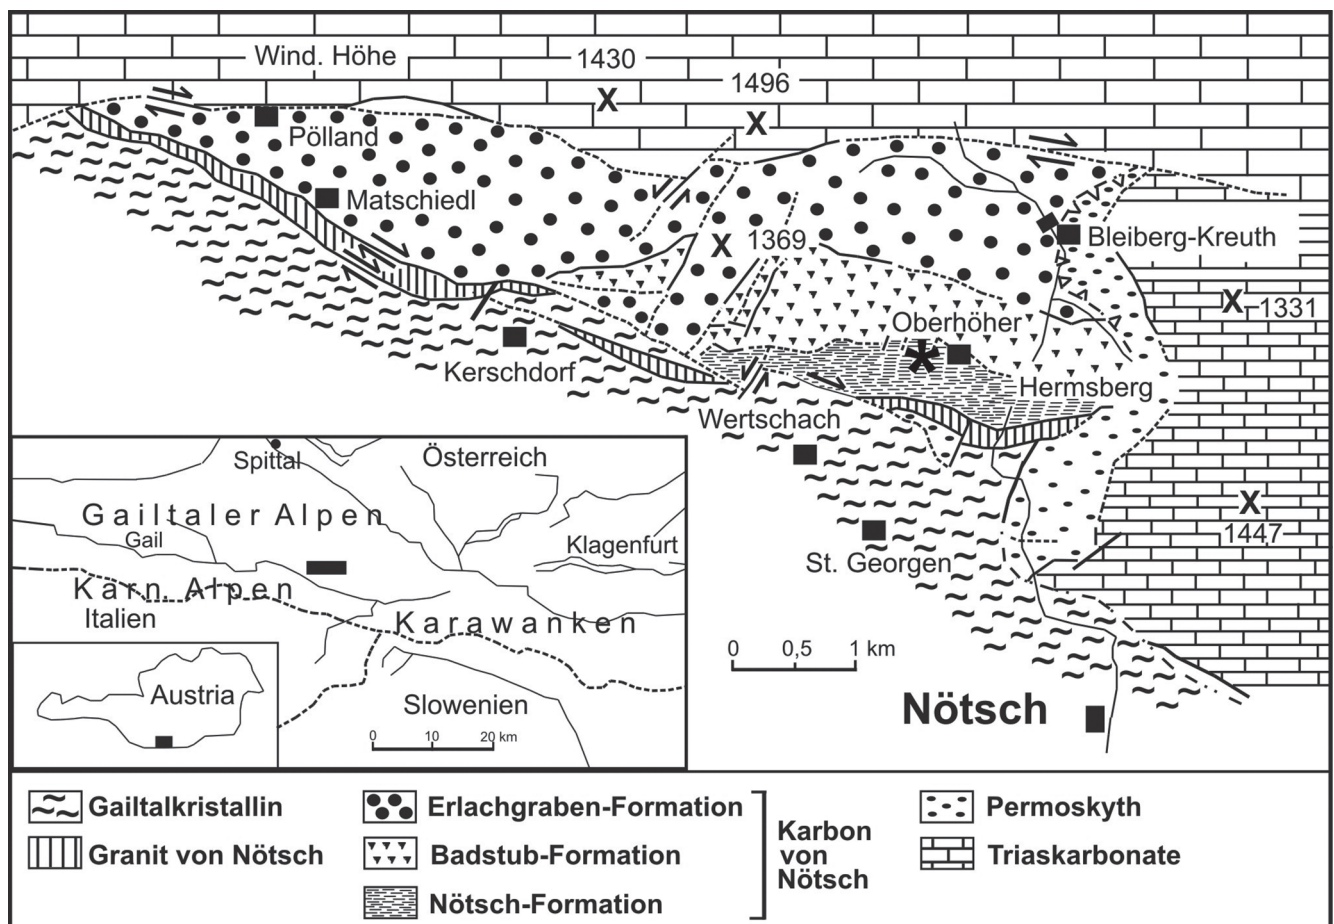 Wind. Höhe
1430
1496
Pölland
Matschiedl
1369
Bleiberg-Kreuth
1331
Oberhöher
Kerschdorf
Hermsberg
Wertschach
1447
St. Georgen
0 0,5 1 km
Nötsch
Spittal
Österreich
Gailtaler Alpen
Gail
Klagenfurt
Karn. Alpen
Italien
Karawanken
Austria
Slowenien
0 10 20 km
Gailtalkristallin
Granit von Nötsch
Erlachgraben-Formation
Badstub-Formation
Nötsch-Formation
Karbon
von
Nötsch
Permoskyth
Triaskarbonate